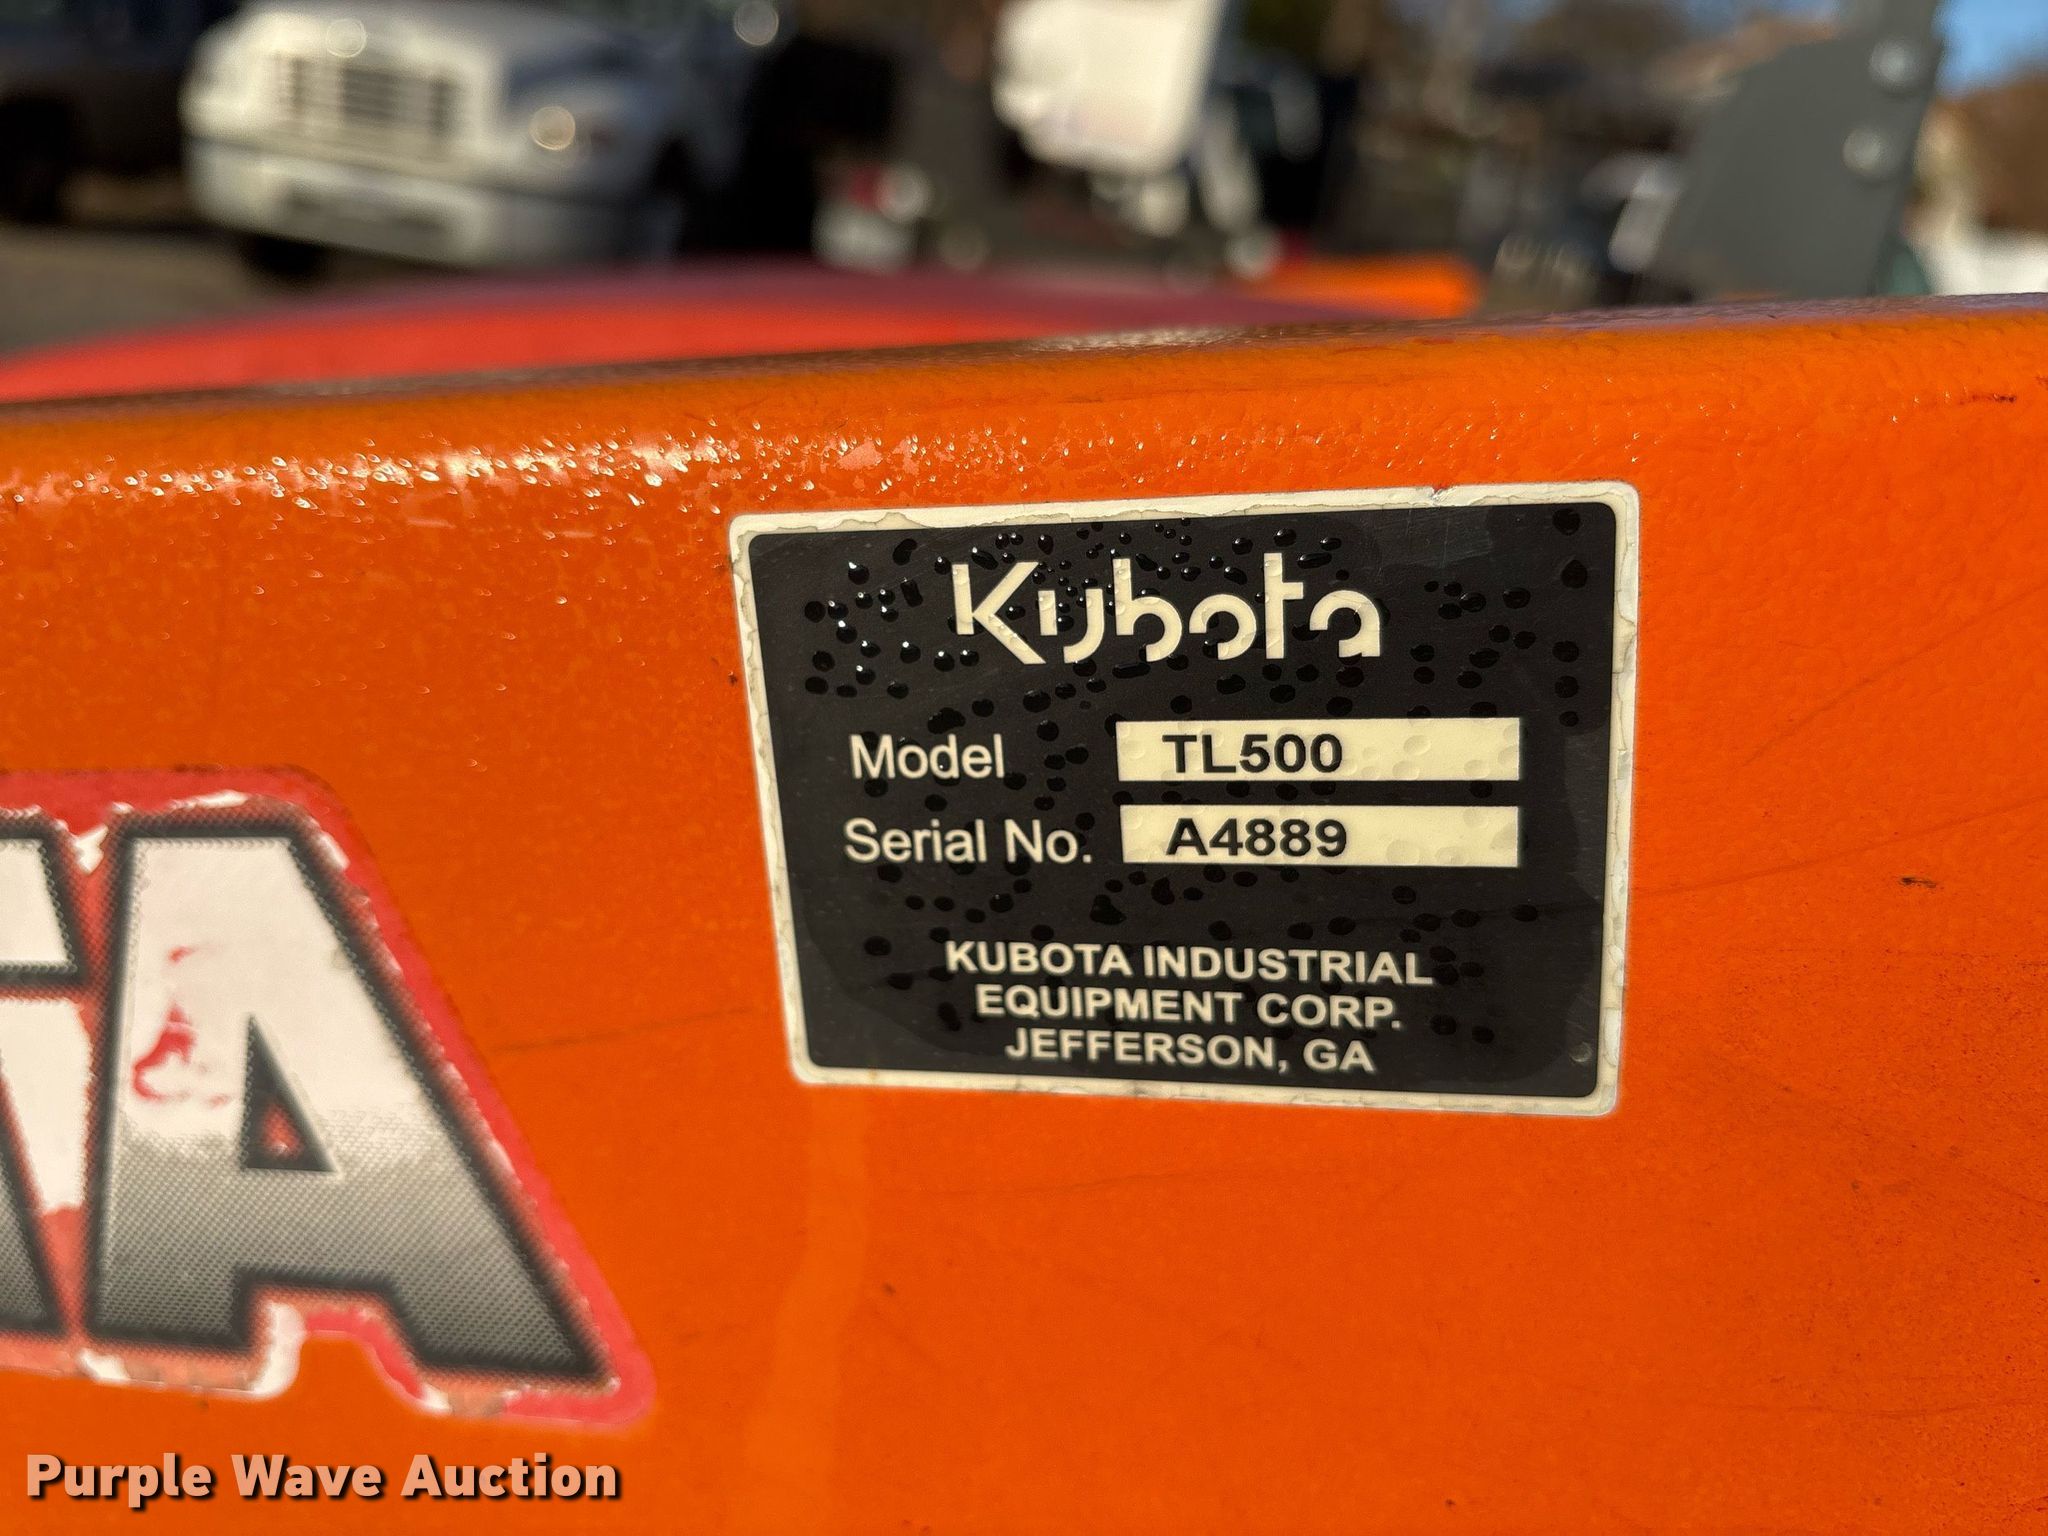 Kubota
Model TL500
Serial No. A4889
KUBOTA INDUSTRIAL
EQUIPMENT CORP.
JEFFERSON, GA
Purple Wave Auction